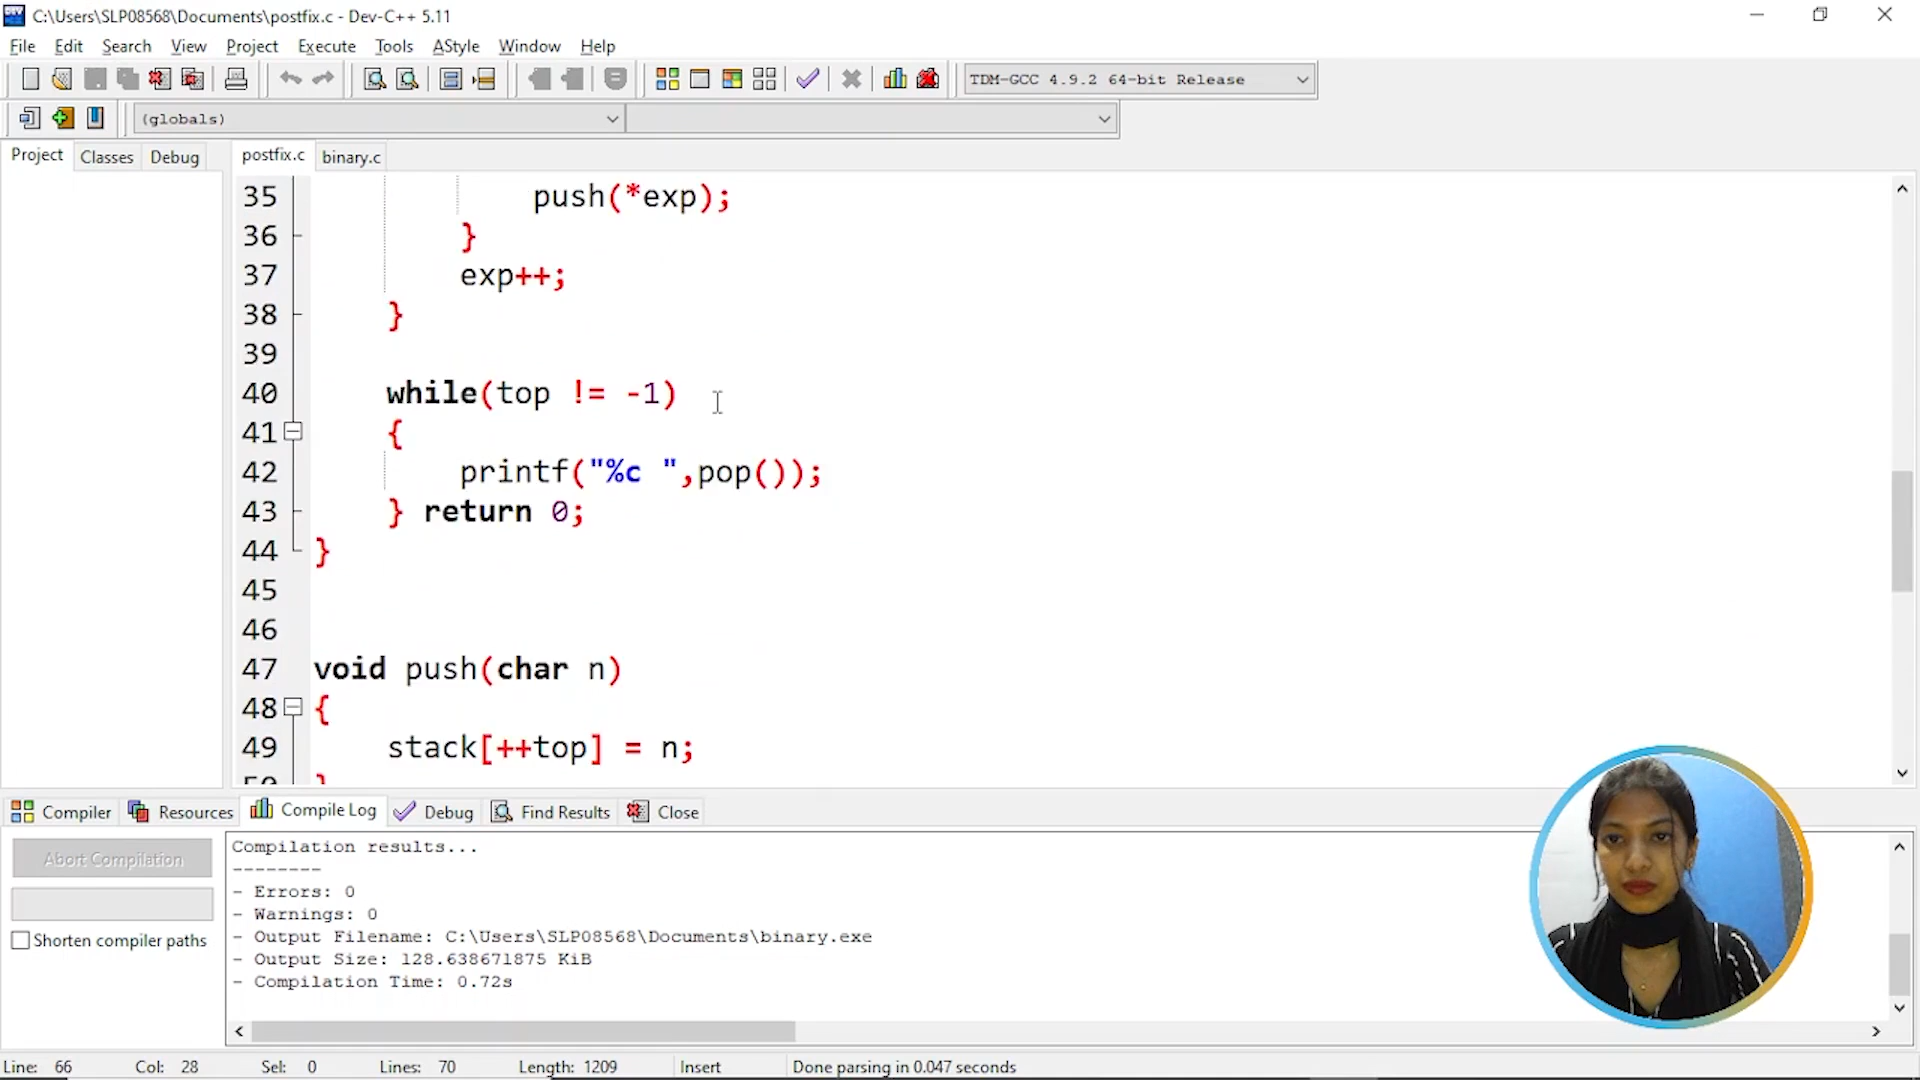 C:\Users\SLP08568\Documents\postfix.c - Dev-C++ 5.11
File Edit Search View Project Execute Tools AStyle Window Help
TDM-GCC 4.9.2 64-bit Release
(globals)
Project Classes Debug postfix.c binary.c
35 push(*exp);
36 }
37 exp++;
38 }
39
40 while(top != -1)
41 {
42 printf("%c ",pop());
43 } return 0;
44 }
45
46
47 void push(char n)
48 {
49 stack[++top] = n;
Compiler Resources Compile Log Debug Find Results Close
Abort Compilation
Shorten compiler paths
Compilation results...
--------
- Errors: 0
- Warnings: 0
- Output Filename: C:\Users\SLP08568\Documents\binary.exe
- Output Size: 128.638671875 KiB
- Compilation Time: 0.72s
Line: 66 Col: 28 Sel: 0 Lines: 70 Length: 1209 Insert Done parsing in 0.047 seconds